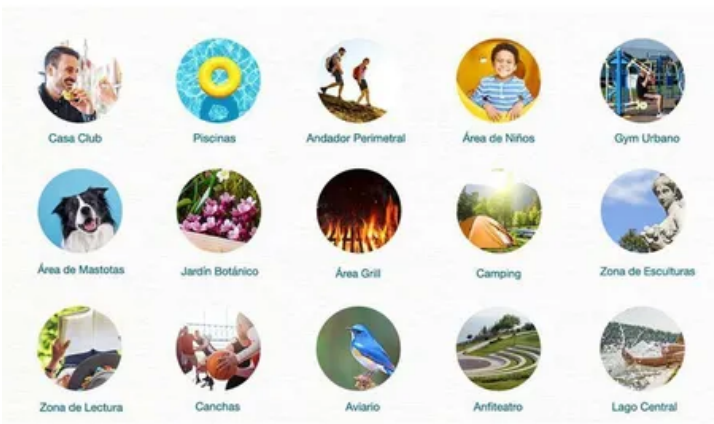 Casa Club
Piscinas
Andador Perimetral
Área de Niños
Gym Urbano
Área de Mastotas
Jardín Botánico
Área Grill
Camping
Zona de Esculturas
Zona de Lectura
Canchas
Aviario
Anfiteatro
Lago Central